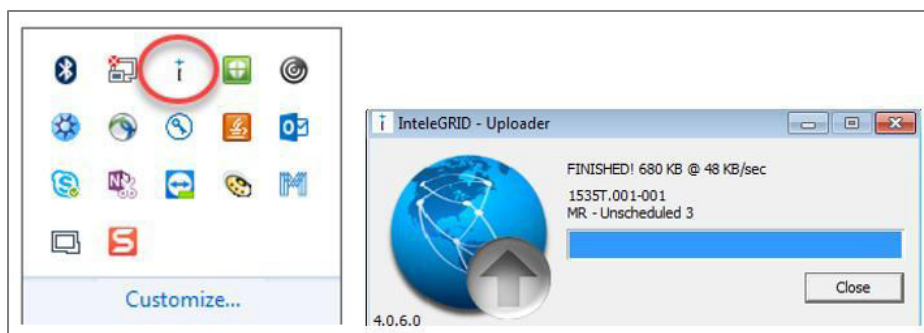 Customize...
InteleGRID - Uploader
FINISHED! 680 KB @ 48 KB/sec
1535T.001-001
MR - Unscheduled 3
Close
4.0.6.0